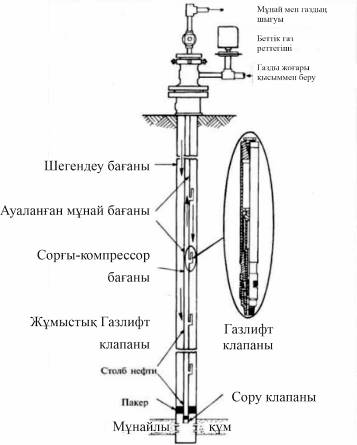 Мұнай мен газдың
шығуы
Беттік газ
реттегіші
Газды жоғары
қысыммен беру
Шегендеу бағаны
Ауаланған мұнай бағаны
Сорғы-компрессор
бағаны
Жұмыстық Газлифт
клапаны
Газлифт
клапаны
Столб нефти
Пакер
Сору клапаны
Мұнайлы құм